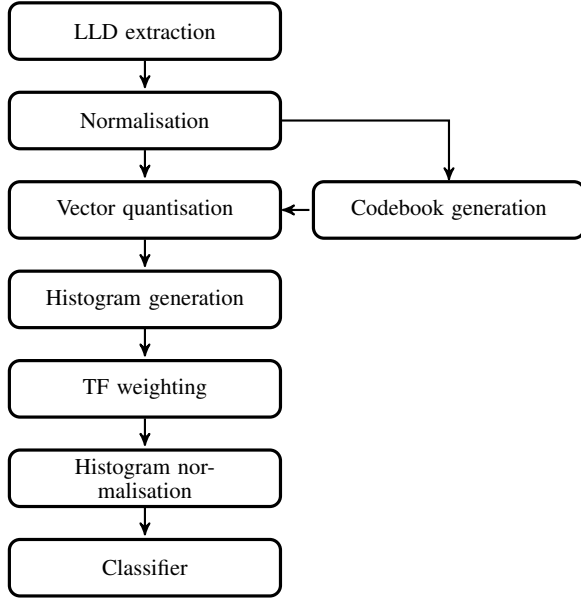 LLD extraction
Normalisation
Vector quantisation
Codebook generation
Histogram generation
TF weighting
Histogram nor-
malisation
Classifier